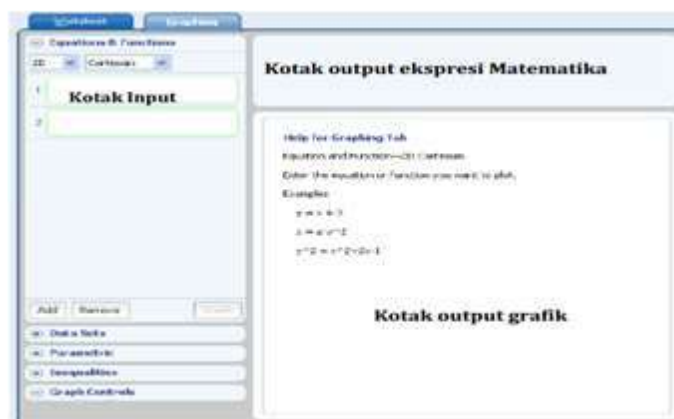 Worksheet Graphing
Equations & Functions
2D Cartesian
1 Kotak Input
2
Add Remove
Data Sets
Parametric
Inequalities
Graph Controls
Kotak output ekspresi Matematika
Help for Graphing Tab
Equation and Function—2D Cartesian
Enter the equation or function you want to plot.
Examples
Kotak output grafik